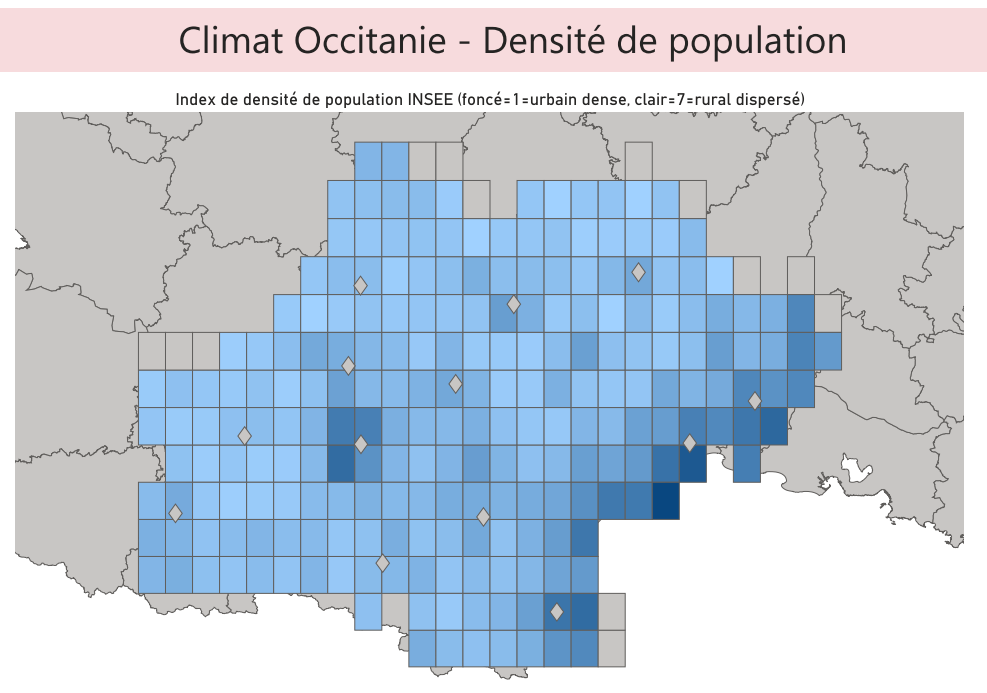 Climat Occitanie - Densité de population
Index de densité de population INSEE (foncé=1=urbain dense, clair=7=rural dispersé)